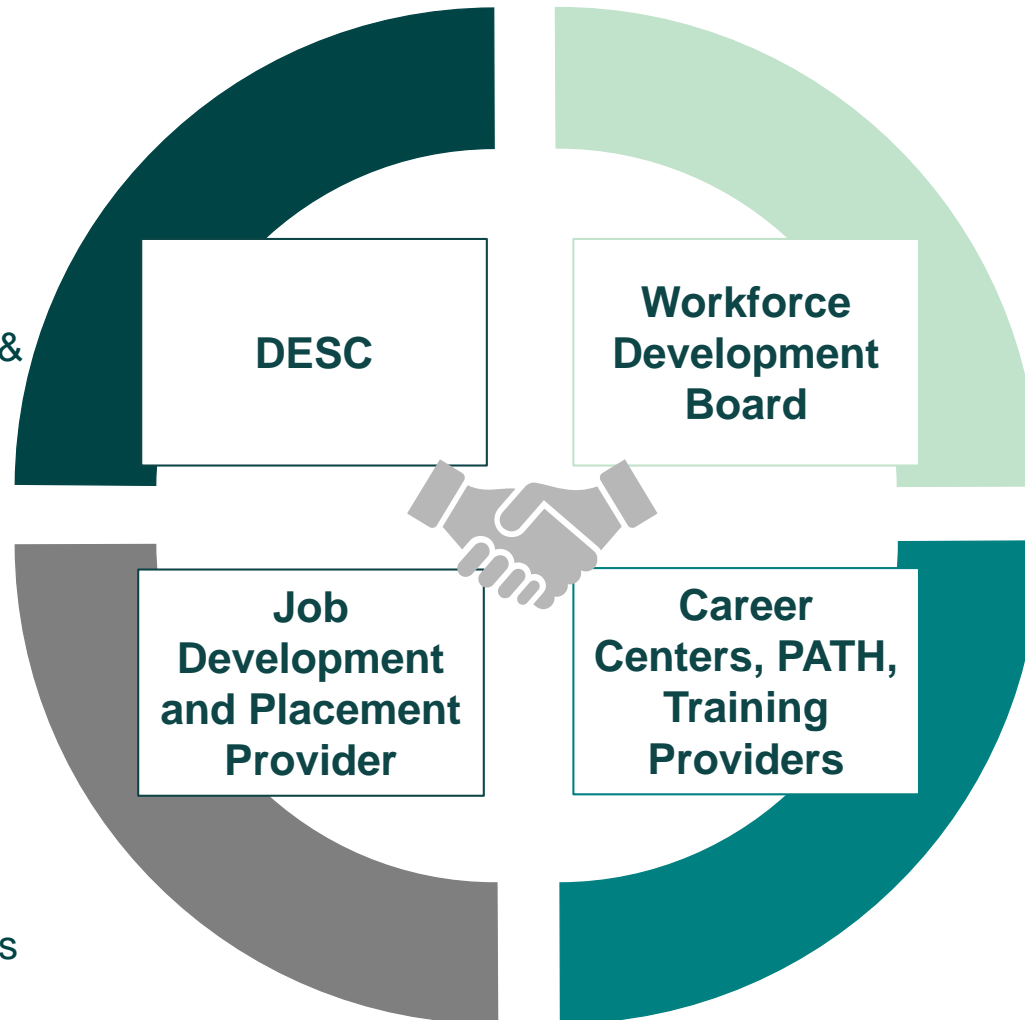 &
DESC
Workforce
Development
Board
Job
Development
and Placement
Provider
Career
Centers, PATH,
Training
Providers
s